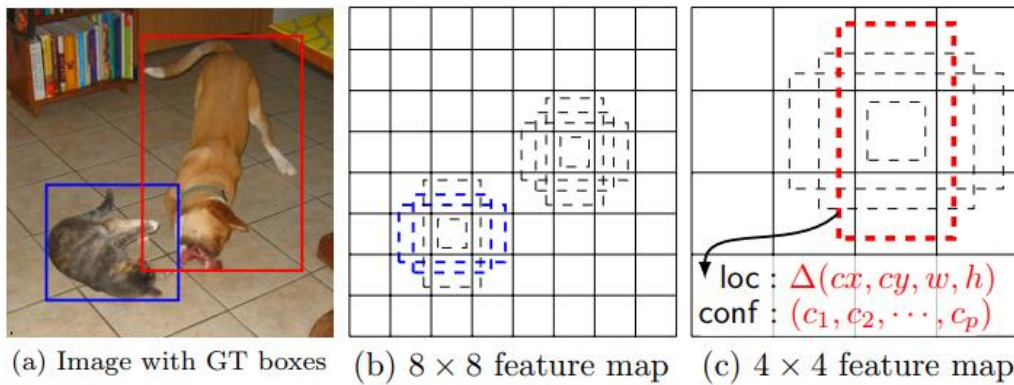 loc : Δ(cx, cy, w, h)
conf : (c₁, c₂, ⋯, cₚ)
(a) Image with GT boxes
(b) 8 × 8 feature map
(c) 4 × 4 feature map